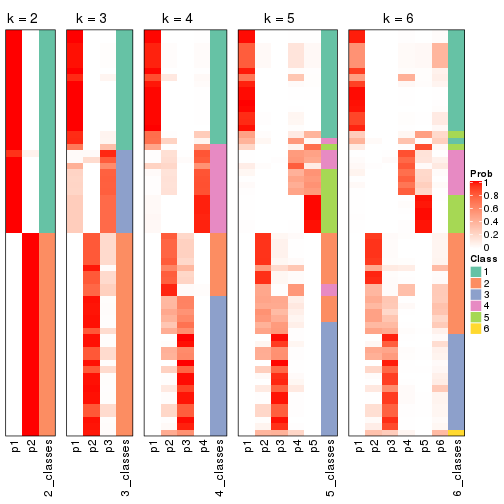 k = 2
k = 3
k = 4
k = 5
k = 6
p1
p2
2_classes
p1
p2
p3
3_classes
p1
p2
p3
p4
4_classes
p1
p2
p3
p4
p5
5_classes
p1
p2
p3
p4
p5
p6
6_classes
Prob
1
0.8
0.6
0.4
0.2
0
Class
1
2
3
4
5
6